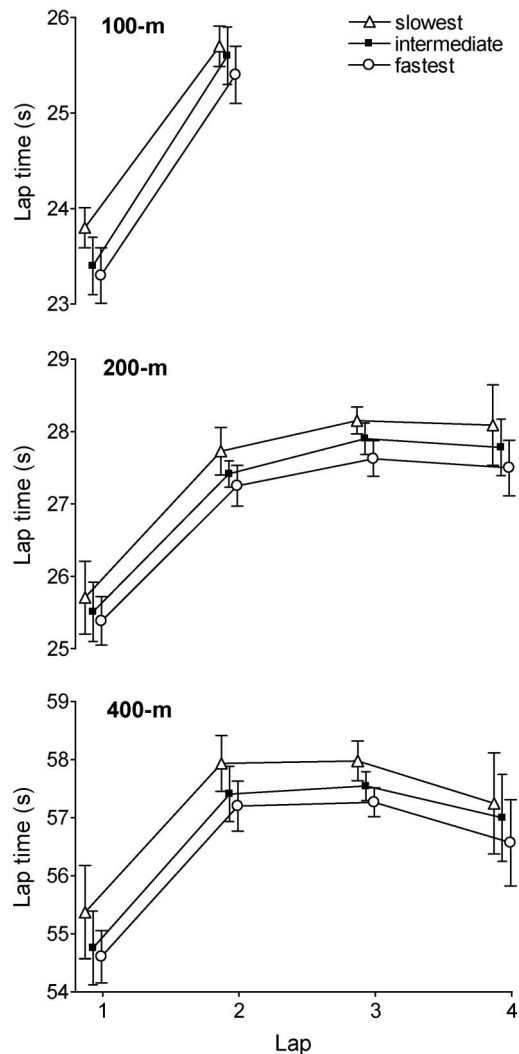 100-m
slowest
intermediate
fastest
Lap time (s)
26
25
24
23
200-m
Lap time (s)
29
28
27
26
25
400-m
Lap time (s)
59
58
57
56
55
54
1 2 3 4
Lap